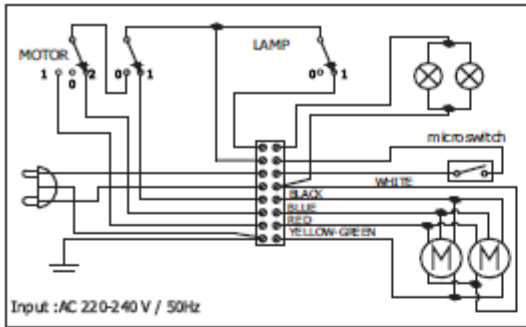 MOTOR
LAMP
1 0 2
0 1
0 1
microswitch
WHITE
BLACK
BLUE
RED
YELLOW-GREEN
M M
Input :AC 220-240 V / 50Hz